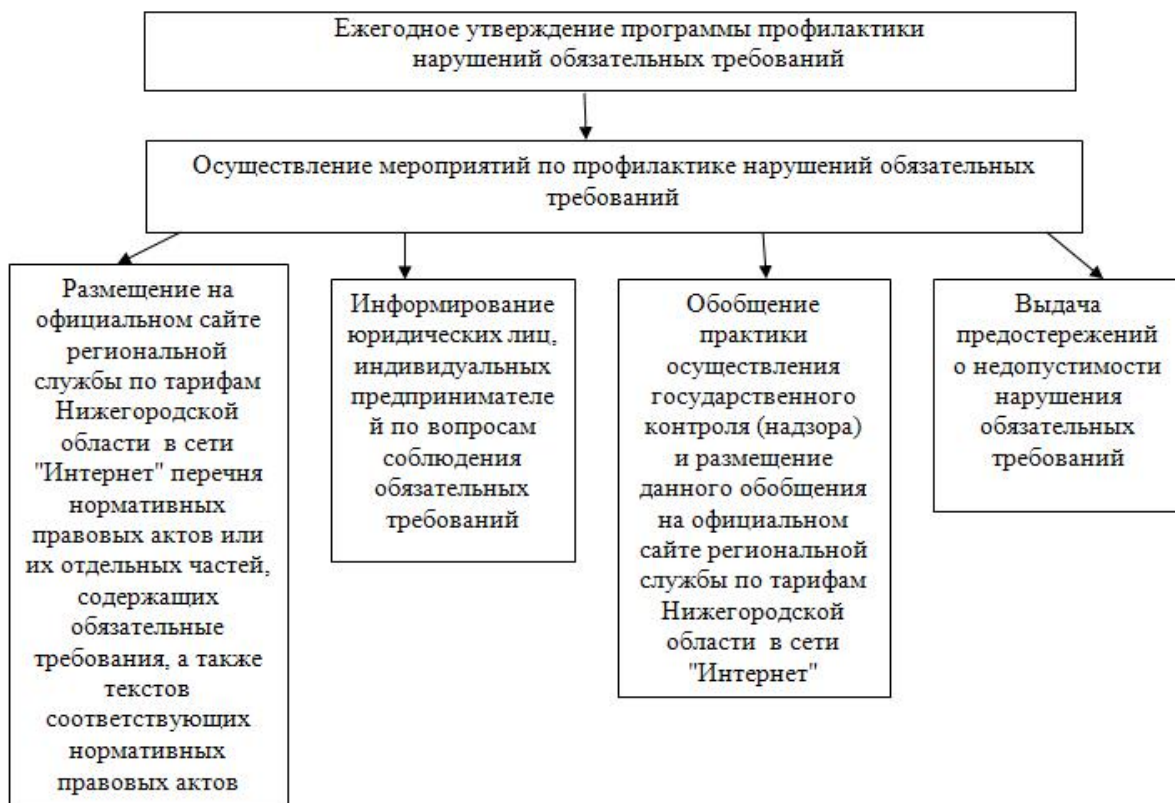 Ежегодное утверждение программы профилактики
нарушений обязательных требований
Осуществление мероприятий по профилактике нарушений обязательных
требований
Размещение на
официальном сайте
региональной
службы по тарифам
Нижегородской
области в сети
"Интернет" перечня
нормативных
правовых актов или
их отдельных частей,
содержащих
обязательные
требования, а также
текстов
соответствующих
нормативных
правовых актов
Информирование
юридических лиц,
индивидуальных
предпринимателе
й по вопросам
соблюдения
обязательных
требований
Обобщение
практики
осуществления
государственного
контроля (надзора)
и размещение
данного обобщения
на официальном
сайте региональной
службы по тарифам
Нижегородской
области в сети
"Интернет"
Выдача
предостережений
о недопустимости
нарушения
обязательных
требований